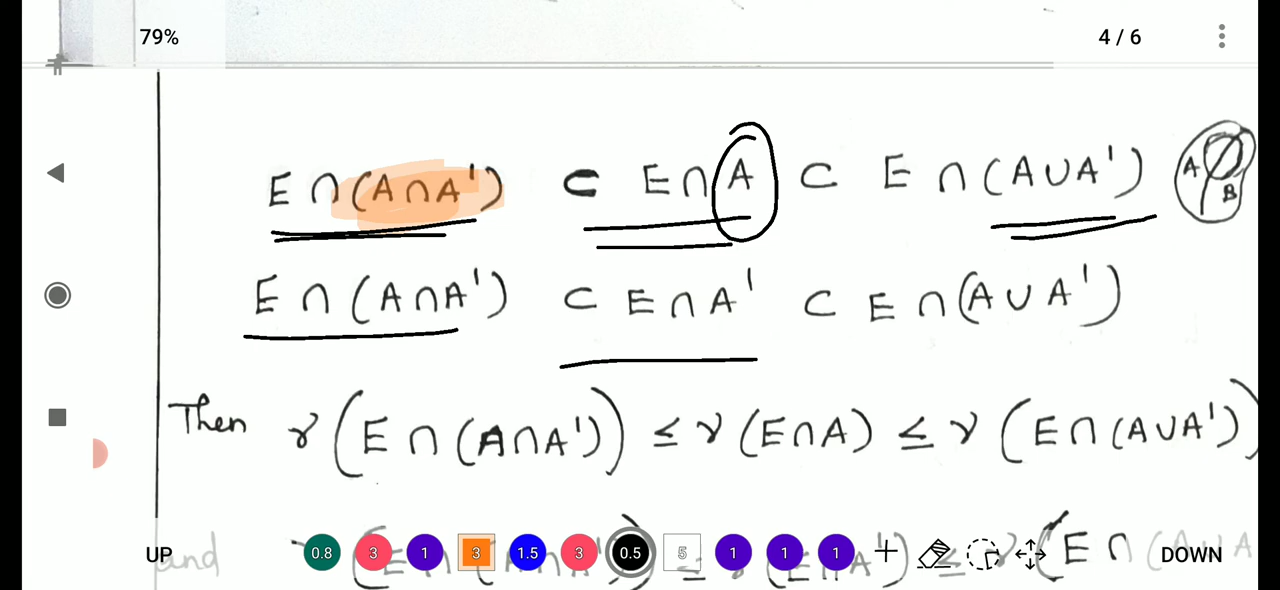 79% 4 / 6
E ∩ (A ∩ A') ⊂ E ∩ A ⊂ E ∩ (A ∪ A') A B
E ∩ (A ∩ A') ⊂ E ∩ A' ⊂ E ∩ (A ∪ A')
Then γ(E ∩ (A ∩ A')) ≤ γ(E ∩ A) ≤ γ(E ∩ (A ∪ A'))
and (E ∩ (A ∩ A')) ≤ γ(E ∩ A') ≤ γ(E ∩ (A ∪ A
UP 0.8 3 1 3 1.5 3 0.5 5 1 1 1 + DOWN